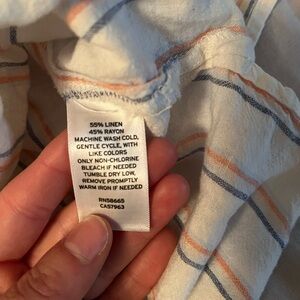 55% LINEN
45% RAYON
MACHINE WASH COLD,
GENTLE CYCLE, WITH
LIKE COLORS
ONLY NON-CHLORINE
BLEACH IF NEEDED
TUMBLE DRY LOW,
REMOVE PROMPTLY
WARM IRON IF NEEDED
RN58665
CA57963